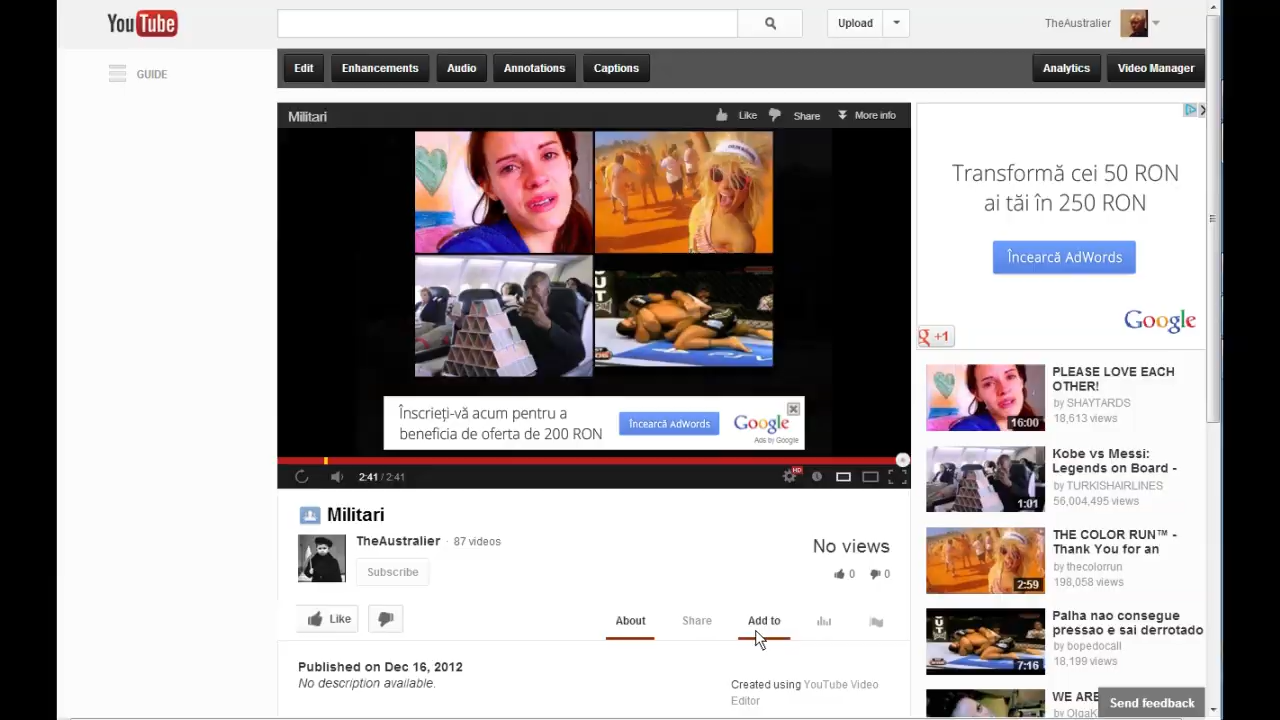 YouTube
Upload
TheAustralier
GUIDE
Edit
Enhancements
Audio
Annotations
Captions
Analytics
Video Manager
Militari
Like
Share
More info
Transformă cei 50 RON
ai tăi în 250 RON
Încearcă AdWords
Google
g +1
Înscrieți-vă acum pentru a
beneficia de oferta de 200 RON
Încearcă AdWords
Google
Ads by Google
2:41 / 2:41
HD
Militari
TheAustralier · 87 videos
Subscribe
No views
0
0
Like
About
Share
Add to
Published on Dec 16, 2012
No description available.
Created using YouTube Video
Editor
PLEASE LOVE EACH
OTHER!
by SHAYTARDS
18,613 views
16:00
Kobe vs Messi:
Legends on Board -
by TURKISHAIRLINES
56,004,495 views
1:01
THE COLOR RUN™ -
Thank You for an
by thecolorrun
198,058 views
2:59
Palha nao consegue
pressao e sai derrotado
by bopedocall
18,199 views
7:16
WE ARE
by OlgaK
Send feedback